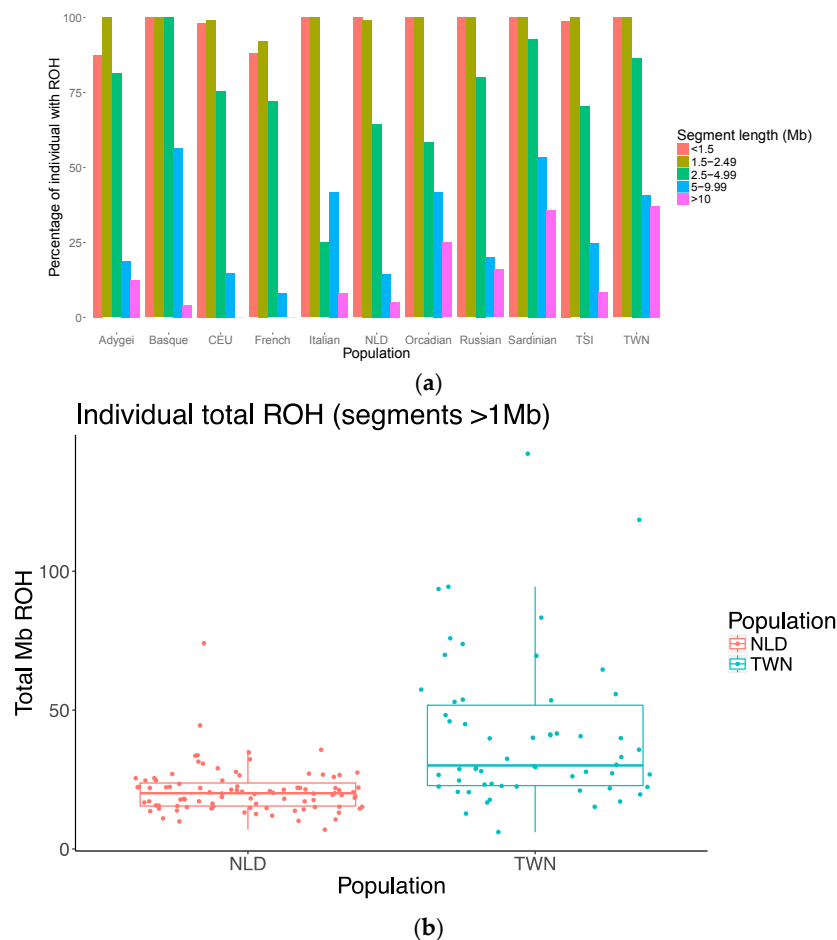 100
75
50
25
0
Percentage of individual with ROH
Adygei Basque CEU French Italian NLD Orcadian Russian Sardinian TSI TWN
Population
Segment length (Mb)
<1.5
1.5−2.49
2.5−4.99
5−9.99
>10
(a)
Individual total ROH (segments >1Mb)
100
50
0
Total Mb ROH
NLD TWN
Population
Population
NLD
TWN
(b)